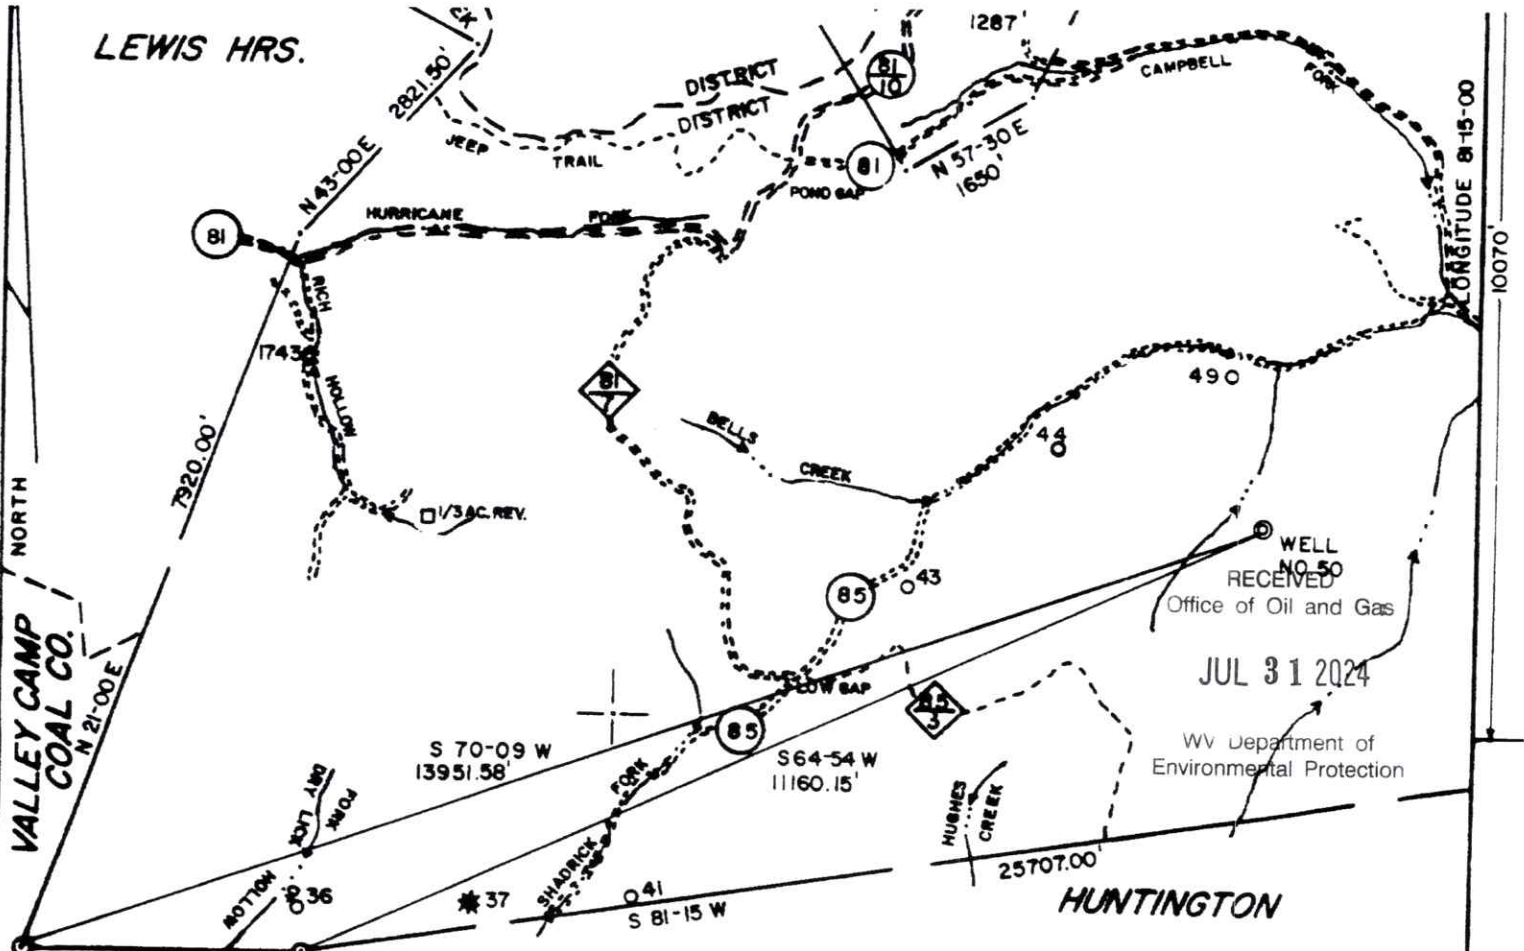 LEWIS HRS.
CK
2821.50'
N 43-00 E
1287'
81
10
DISTRICT
DISTRICT
JEEP
TRAIL
CAMPBELL
FORK
81
POND GAP
N 57-30 E
1650'
LONGITUDE 81-15-00
10070'
81
HURRICANE
FORK
RICH
HOLLOW
1743
7920.00'
81
7
490
44
BELLS
CREEK
1/3 AC. REV.
NORTH
WELL
NO. 50
RECEIVED
Office of Oil and Gas
43
85
JUL 31 2024
WV Department of
Environmental Protection
VALLEY CAMP
COAL CO.
N 21-00 E
LOW GAP
85
3
85
S 70-09 W
13951.58'
S 64-54 W
11160.15'
DRY LICK
FORK
SHADRICK
FORK
HUGHES
CREEK
25707.00'
HOLLOW
36
37
41
S 81-15 W
HUNTINGTON